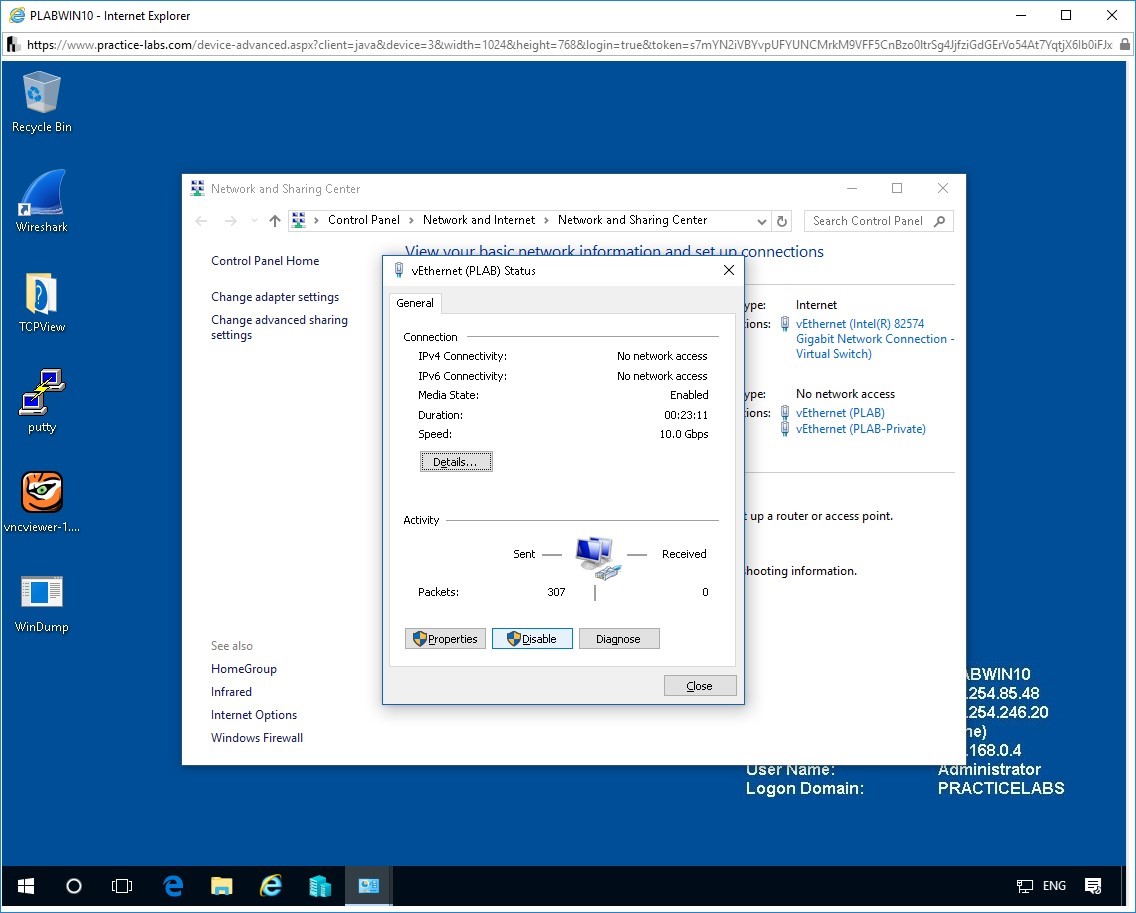 PLABWIN10 - Internet Explorer
https://www.practice-labs.com/device-advanced.aspx?client=java&device=3&width=1024&height=768&login=true&token=
Recycle Bin
Wireshark
TCPView
putty
vncviewer-1....
WinDump
Network and Sharing Center
Control Panel > Network and Internet > Network and Sharing Center
Search Control Panel
Control Panel Home
Change adapter settings
Change advanced sharing
settings
See also
HomeGroup
Infrared
Internet Options
Windows Firewall
View your basic network information and set up connections
ype: Internet
ions: vEthernet (Intel(R) 82574
Gigabit Network Connection -
Virtual Switch)
ype: No network access
ions: vEthernet (PLAB)
vEthernet (PLAB-Private)
t up a router or access point.
hooting information.
vEthernet (PLAB) Status
General
Connection
IPv4 Connectivity: No network access
IPv6 Connectivity: No network access
Media State: Enabled
Duration: 00:23:11
Speed: 10.0 Gbps
Details...
Activity
Sent Received
Packets: 307 0
Properties Disable Diagnose
Close
ABWIN10
.254.85.48
.254.246.20
ne)
.168.0.4
User Name: Administrator
Logon Domain: PRACTICELABS
ENG